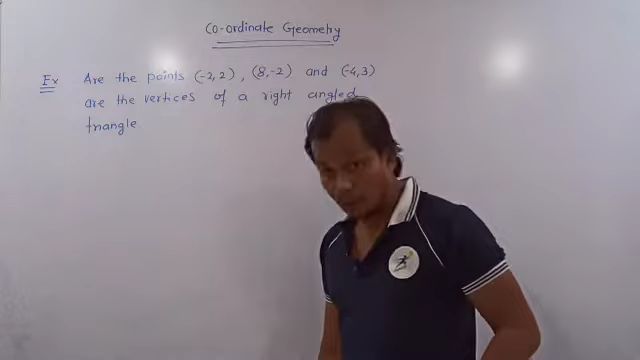 Co-ordinate Geometry
Ex Are the points (-2,2), (8,-2) and (-4,3)
are the vertices of a right angled
triangle